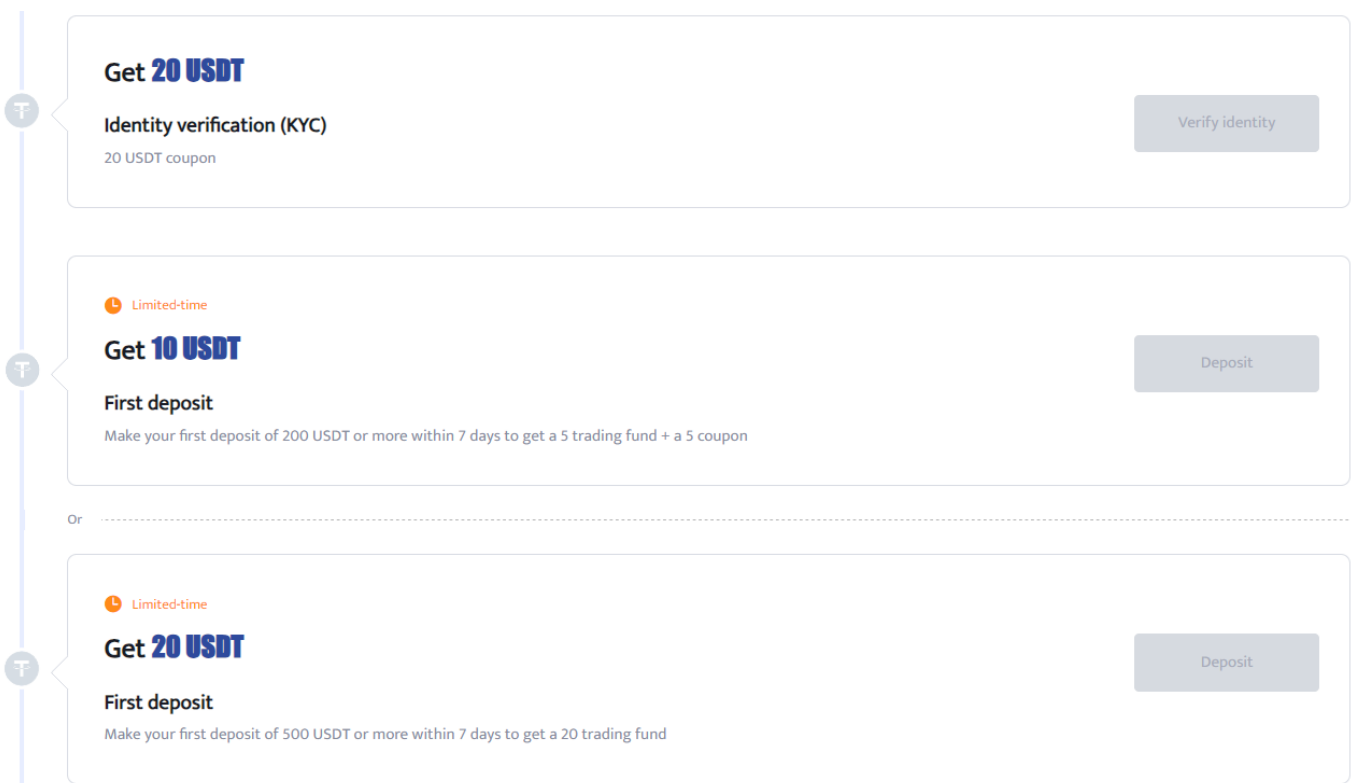 Get 20 USDT
Identity verification (KYC)
20 USDT coupon
Verify identity
Limited-time
Get 10 USDT
First deposit
Make your first deposit of 200 USDT or more within 7 days to get a 5 trading fund + a 5 coupon
Deposit
Or
Limited-time
Get 20 USDT
First deposit
Make your first deposit of 500 USDT or more within 7 days to get a 20 trading fund
Deposit